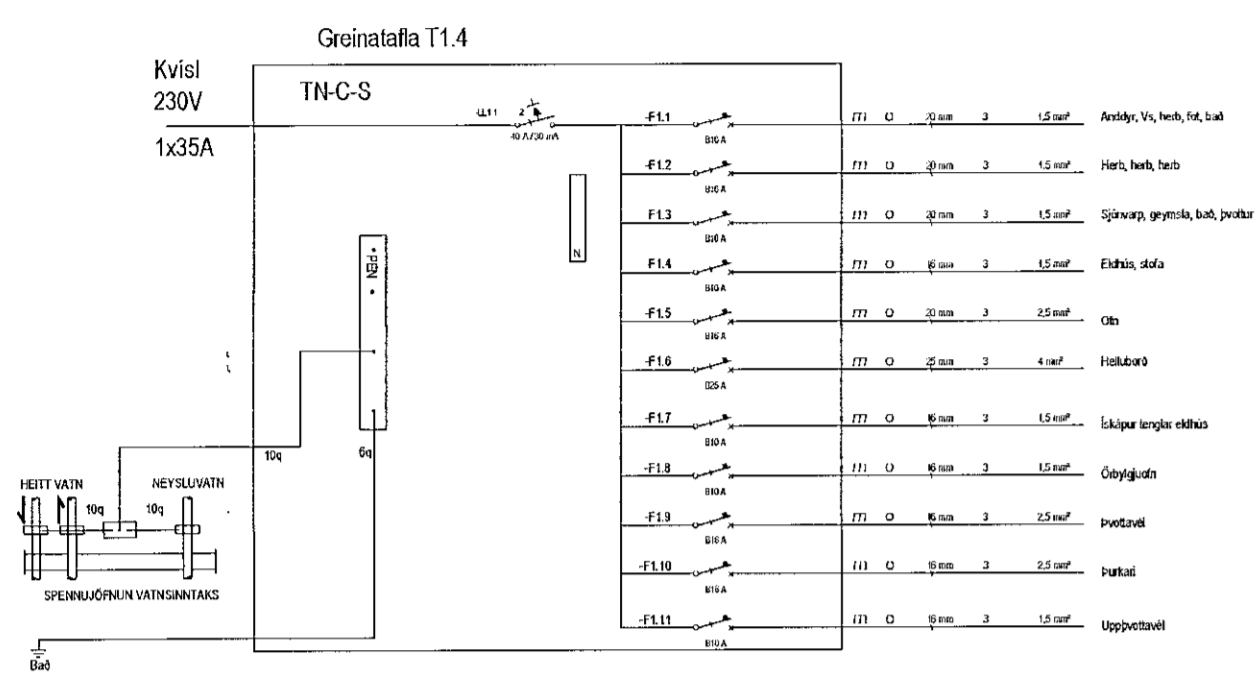 Greinatafla T1.4
Kvísl
230V
1x35A
TN-C-S
2
40 A/30 mA
N
PEN
-F1.1 B10 A m O 20 mm 3 1,5 mm² Anddyr, Vs, herb, fot, bað
-F1.2 B10 A m O 20 mm 3 1,5 mm² Herb, herb, herb
-F1.3 B10 A m O 20 mm 3 1,5 mm² Sjónvarp, geymsla, bað, þvottur
-F1.4 B10 A m O 16 mm 3 1,5 mm² Eldhús, stofa
-F1.5 B16 A m O 20 mm 3 2,5 mm² Ofn
-F1.6 m O 25 mm 3 4 mm² Helluborð
-F1.7 B10 A m O 16 mm 3 1,5 mm² Ískápur tenglar eldhús
-F1.8 B10 A m O 16 mm 3 1,5 mm² Örbylgjuofn
-F1.9 B16 A m O 16 mm 3 2,5 mm² Þvottavél
-F1.10 B16 A m O 16 mm 3 2,5 mm² Þurkari
-F1.11 B10 A m O 16 mm 3 1,5 mm² Uppþvottavél
10q
6q
HEITT VATN
NEYSLUVATN
10q
10q
SPENNUJÖFNUN VATNSINNTAKS
Bað